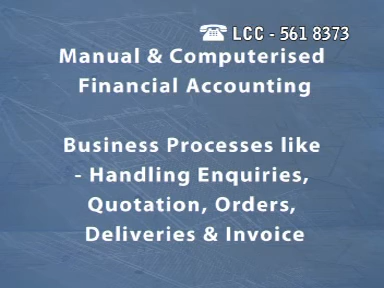 LCC - 561 8373
Manual & Computerised
Financial Accounting
Business Processes like
- Handling Enquiries,
Quotation, Orders,
Deliveries & Invoice